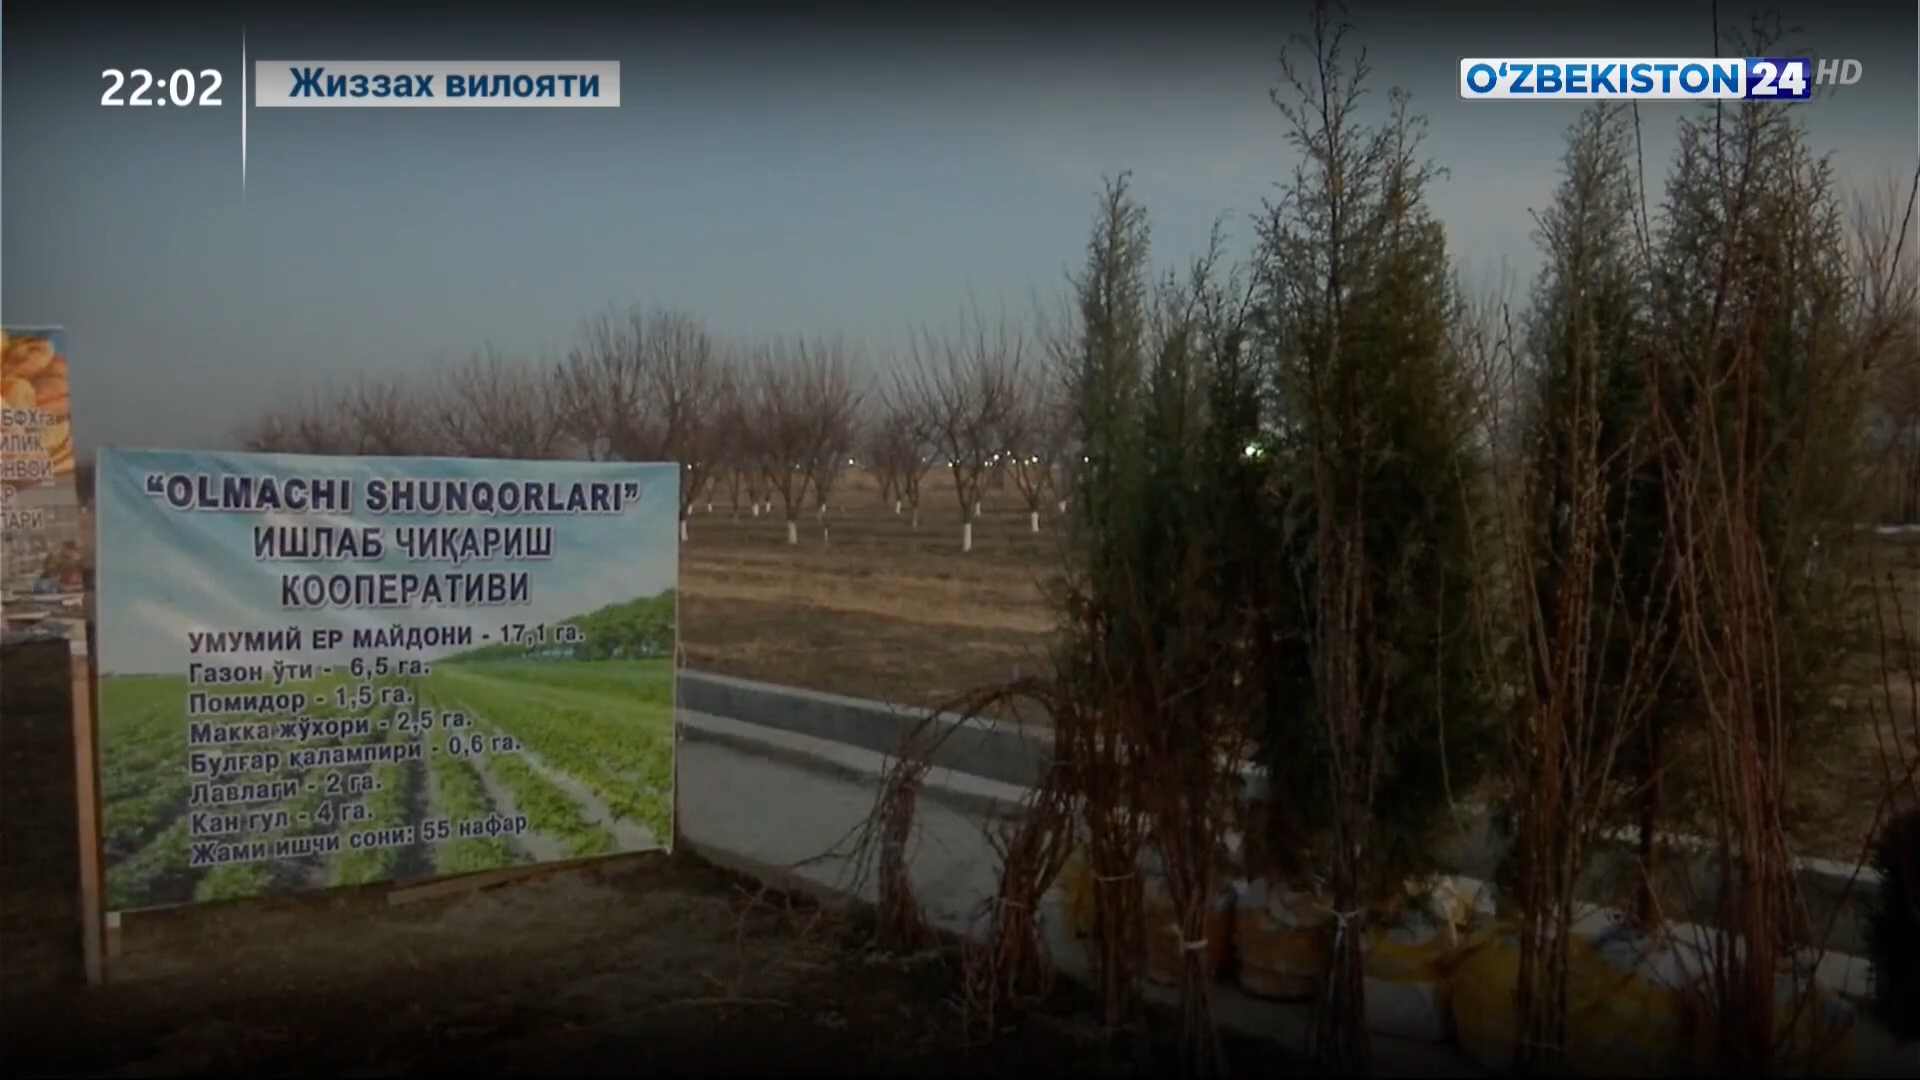 22:02
Жиззах вилояти
O‘ZBEKISTON 24 HD
БФХга
ЛАРИ
“OLMACHI SHUNQORLARI”
ИШЛАБ ЧИҚАРИШ
КООПЕРАТИВИ
УМУМИЙ ЕР МАЙДОНИ - 17,1 га.
Газон ўти - 6,5 га.
Помидор - 1,5 га.
Макка жўхори - 2,5 га.
Булғар қалампири - 0,6 га.
Лавлаги - 2 га.
Кан гул - 4 га.
Жами ишчи сони: 55 нафар